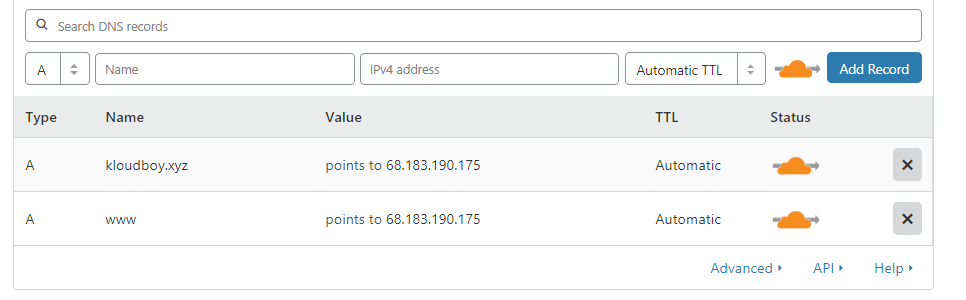 Search DNS records
A Name IPv4 address Automatic TTL Add Record
Type Name Value TTL Status
A kloudboy.xyz points to 68.183.190.175 Automatic
A www points to 68.183.190.175 Automatic
Advanced API Help